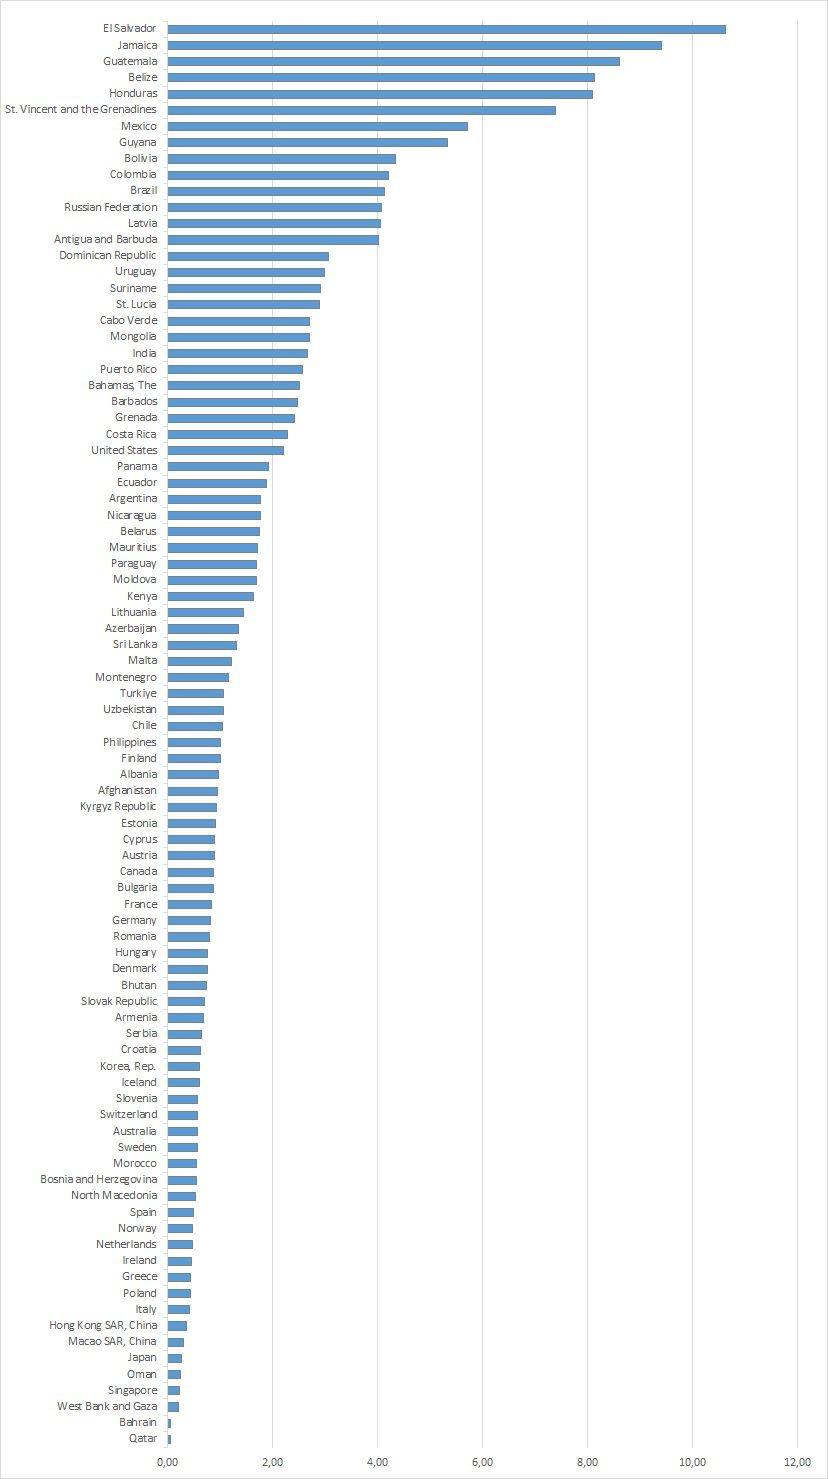 El Salvador
Jamaica
Guatemala
Belize
Honduras
St. Vincent and the Grenadines
Mexico
Guyana
Bolivia
Colombia
Brazil
Russian Federation
Latvia
Antigua and Barbuda
Dominican Republic
Uruguay
Suriname
St. Lucia
Cabo Verde
Mongolia
India
Puerto Rico
Bahamas, The
Barbados
Grenada
Costa Rica
United States
Panama
Ecuador
Argentina
Nicaragua
Belarus
Mauritius
Paraguay
Moldova
Kenya
Lithuania
Azerbaijan
Sri Lanka
Malta
Montenegro
Turkiye
Uzbekistan
Chile
Philippines
Finland
Albania
Afghanistan
Kyrgyz Republic
Estonia
Cyprus
Austria
Canada
Bulgaria
France
Germany
Romania
Hungary
Denmark
Bhutan
Slovak Republic
Armenia
Serbia
Croatia
Korea, Rep.
Iceland
Slovenia
Switzerland
Australia
Sweden
Morocco
Bosnia and Herzegovina
North Macedonia
Spain
Norway
Netherlands
Ireland
Greece
Poland
Italy
Hong Kong SAR, China
Macao SAR, China
Japan
Oman
Singapore
West Bank and Gaza
Bahrain
Qatar
0,00 2,00 4,00 6,00 8,00 10,00 12,00